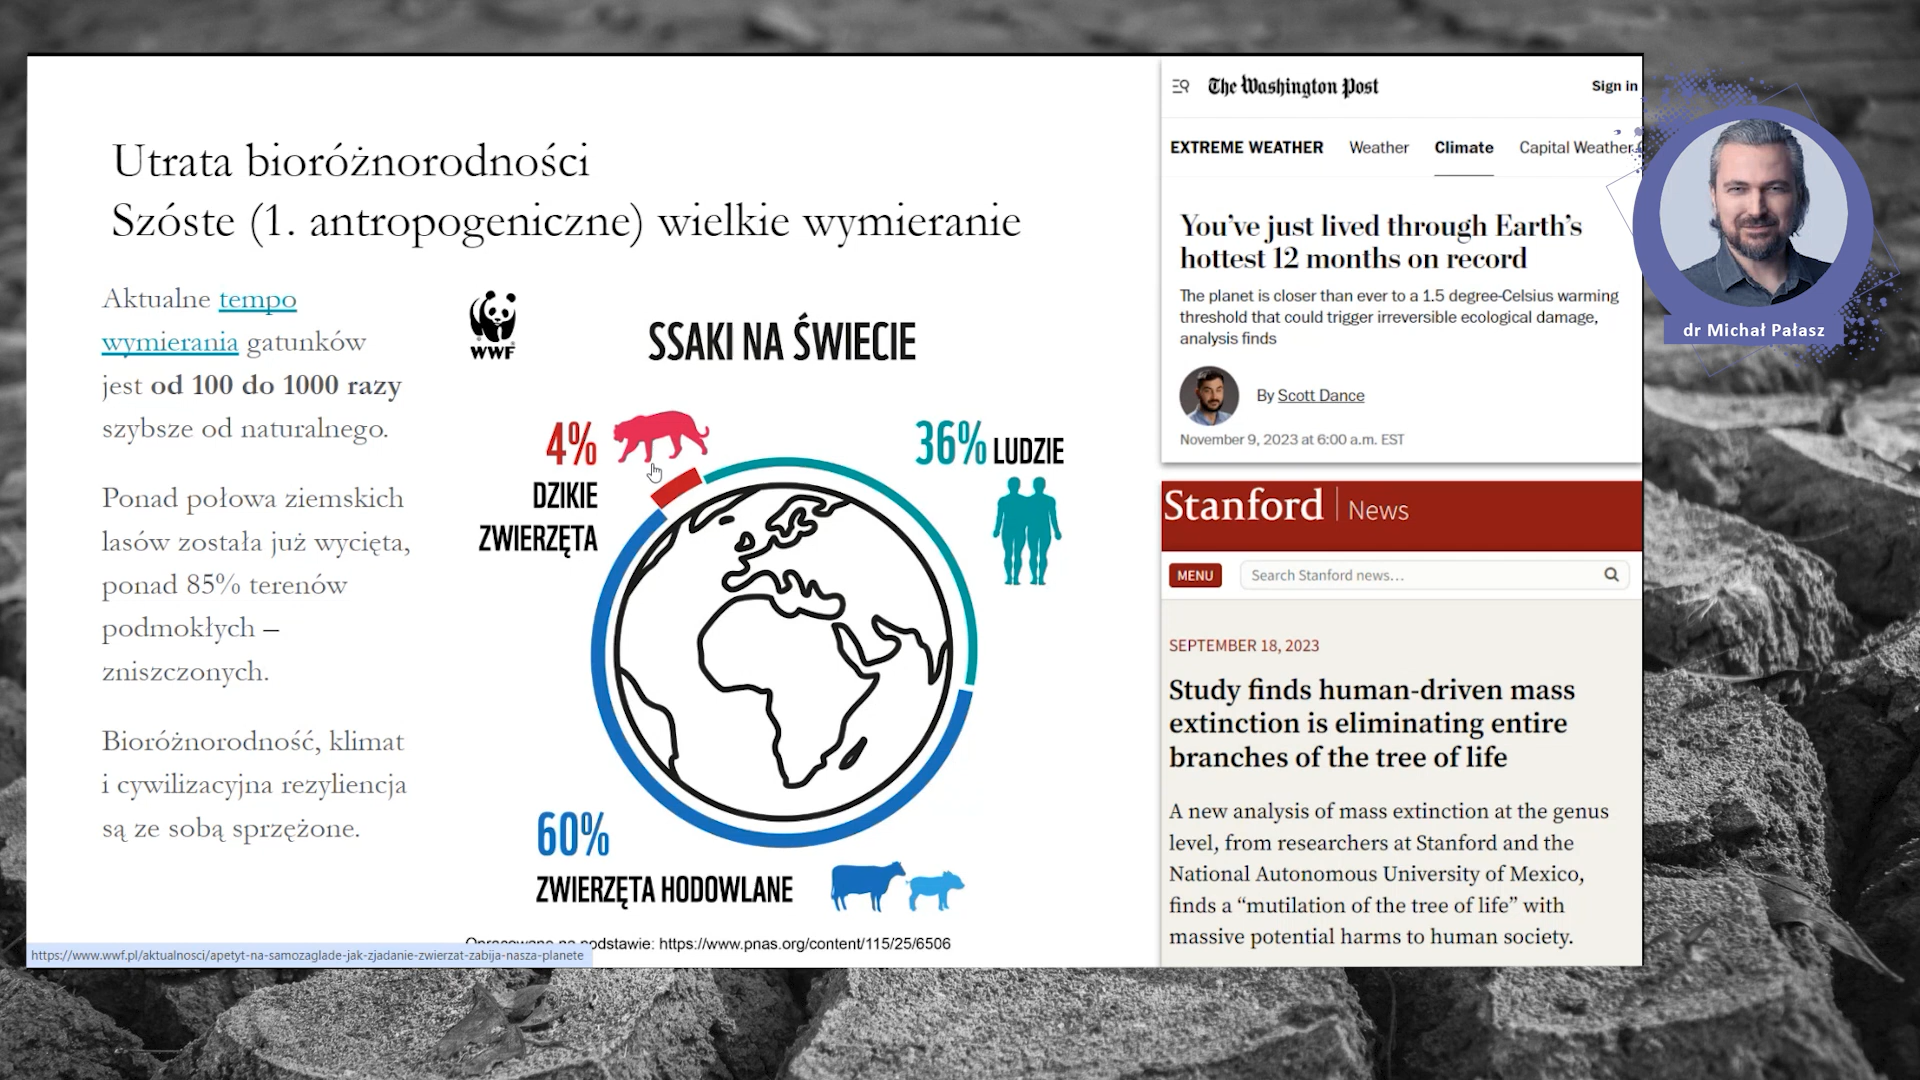 Utrata bioróżnorodności
Szóste (1. antropogeniczne) wielkie wymieranie
Aktualne tempo
wymierania gatunków
jest od 100 do 1000 razy
szybsze od naturalnego.
Ponad połowa ziemskich
lasów została już wycięta,
ponad 85% terenów
podmokłych –
zniszczonych.
Bioróżnorodność, klimat
i cywilizacyjna rezyliencja
są ze sobą sprzężone.
WWF
SSAKI NA ŚWIECIE
4%
DZIKIE
ZWIERZĘTA
36% LUDZIE
60%
ZWIERZĘTA HODOWLANE
Opracowane na podstawie: https://www.pnas.org/content/115/25/6506
https://www.wwf.pl/aktualnosci/apetyt-na-samozaglade-jak-zjadanie-zwierzat-zabija-nasza-planete
The Washington Post
Sign in
EXTREME WEATHER Weather Climate Capital Weather
You've just lived through Earth's
hottest 12 months on record
The planet is closer than ever to a 1.5 degree-Celsius warming
threshold that could trigger irreversible ecological damage,
analysis finds
By Scott Dance
November 9, 2023 at 6:00 a.m. EST
Stanford News
MENU
Search Stanford news...
SEPTEMBER 18, 2023
Study finds human-driven mass
extinction is eliminating entire
branches of the tree of life
A new analysis of mass extinction at the genus
level, from researchers at Stanford and the
National Autonomous University of Mexico,
finds a “mutilation of the tree of life” with
massive potential harms to human society.
dr Michał Pałasz